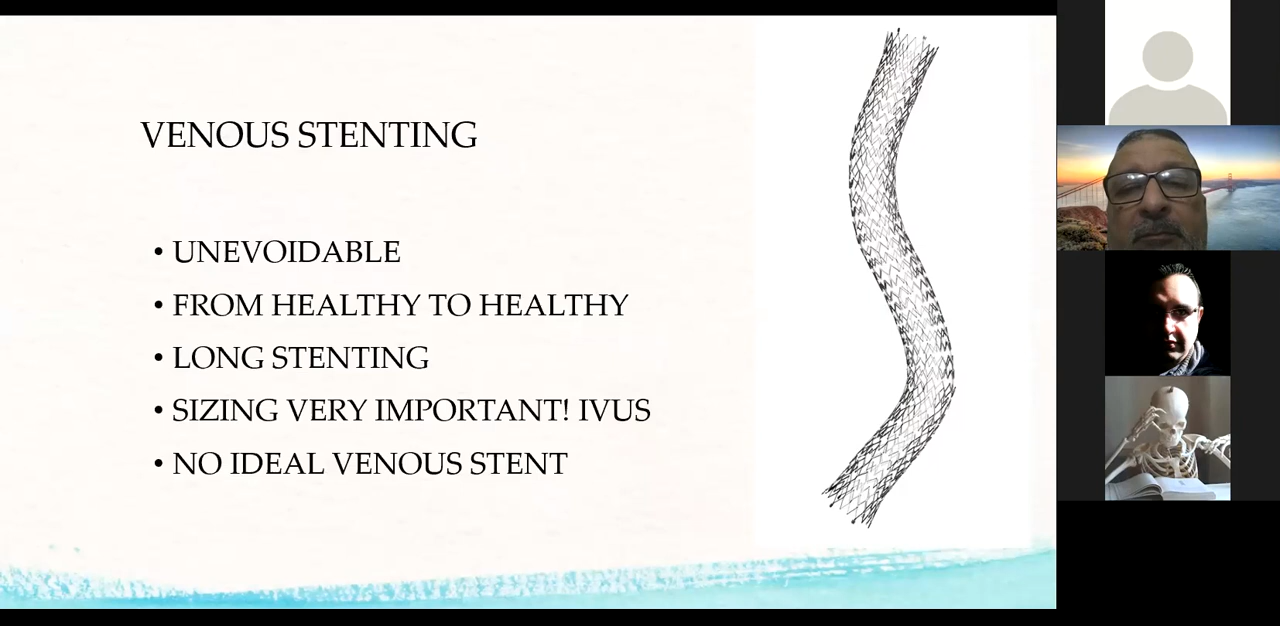 VENOUS STENTING
• UNEVOIDABLE
• FROM HEALTHY TO HEALTHY
• LONG STENTING
• SIZING VERY IMPORTANT! IVUS
• NO IDEAL VENOUS STENT